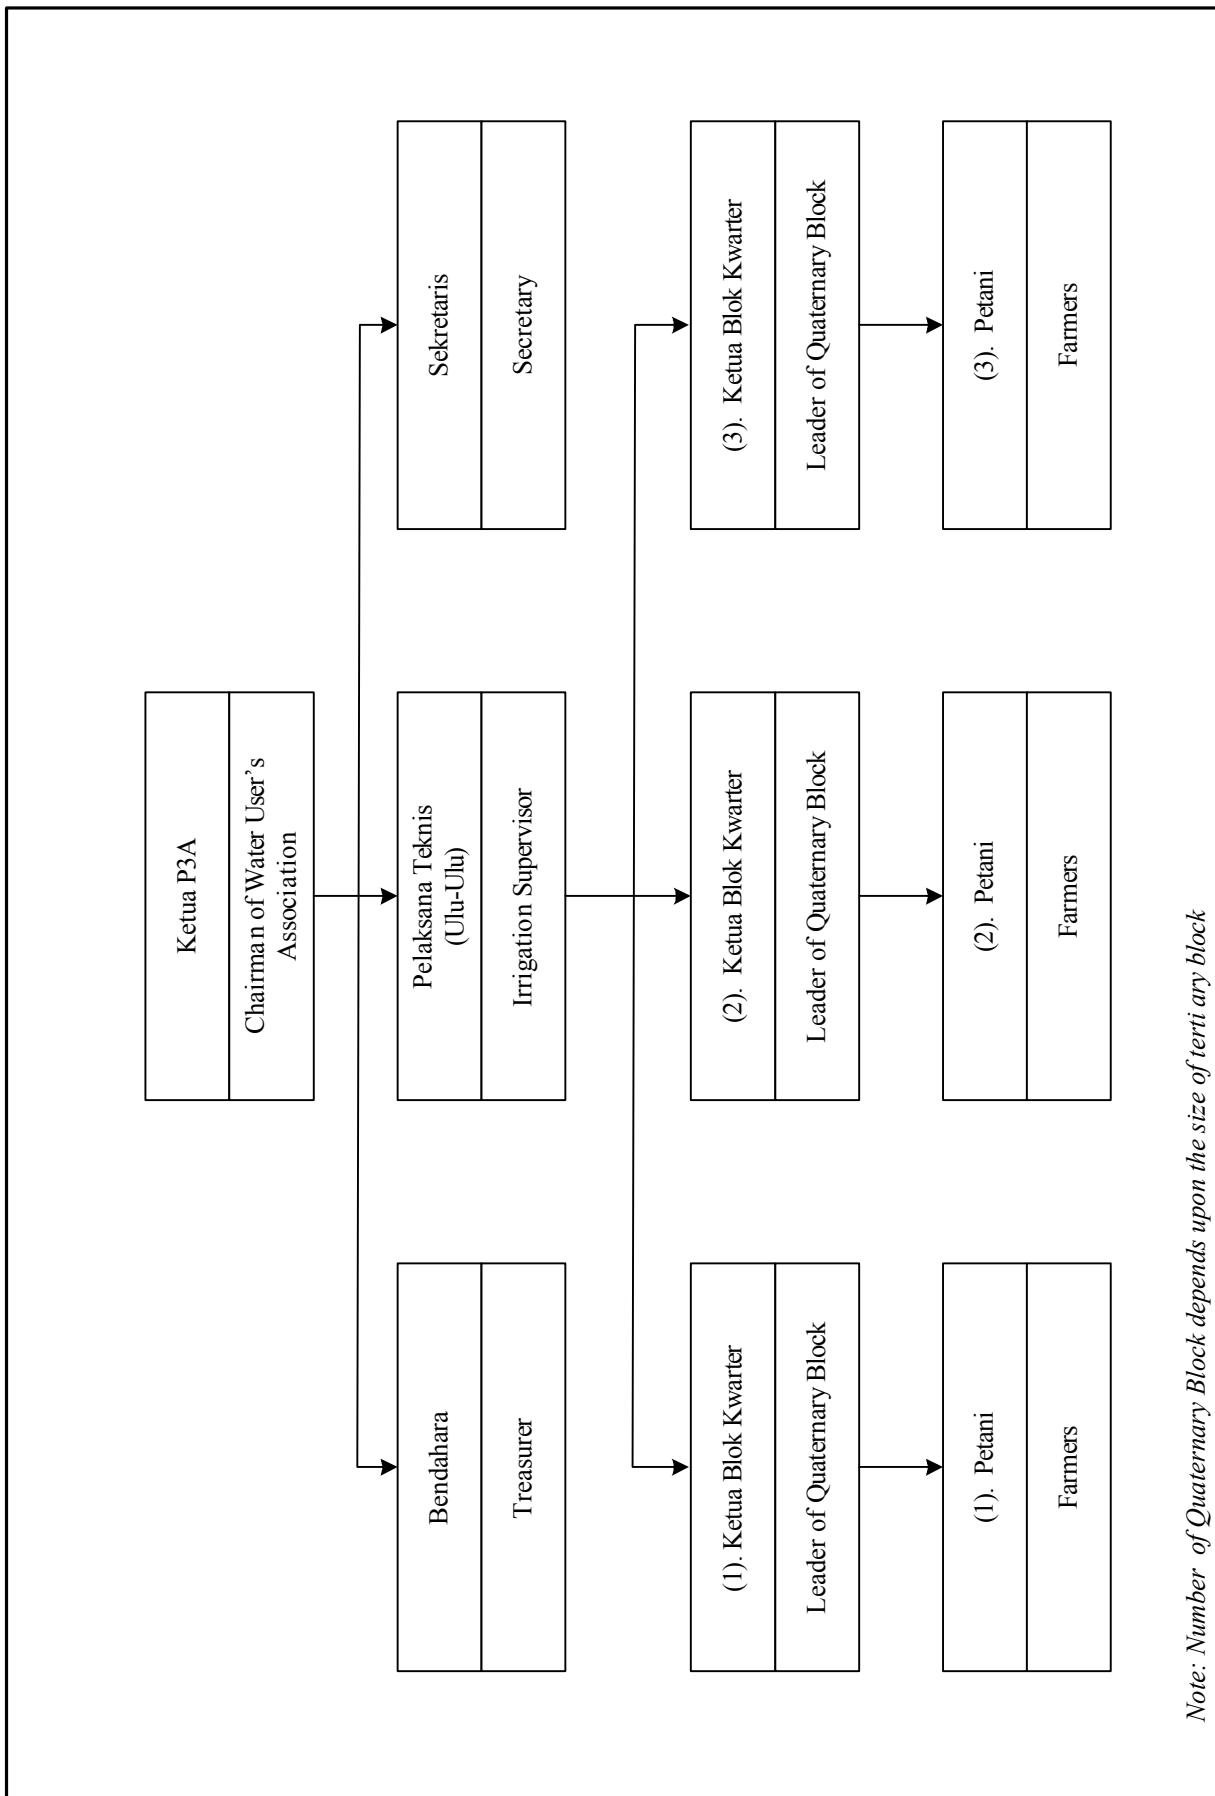 Ketua P3A
Chairman of Water User's
Association
Bendahara
Treasurer
Pelaksana Teknis
(Ulu-Ulu)
Irrigation Supervisor
Sekretaris
Secretary
(1). Ketua Blok Kwarter
Leader of Quaternary Block
(2). Ketua Blok Kwarter
Leader of Quaternary Block
(3). Ketua Blok Kwarter
Leader of Quaternary Block
(1). Petani
Farmers
(2). Petani
Farmers
(3). Petani
Farmers
Note: Number of Quaternary Block depends upon the size of terti ary block